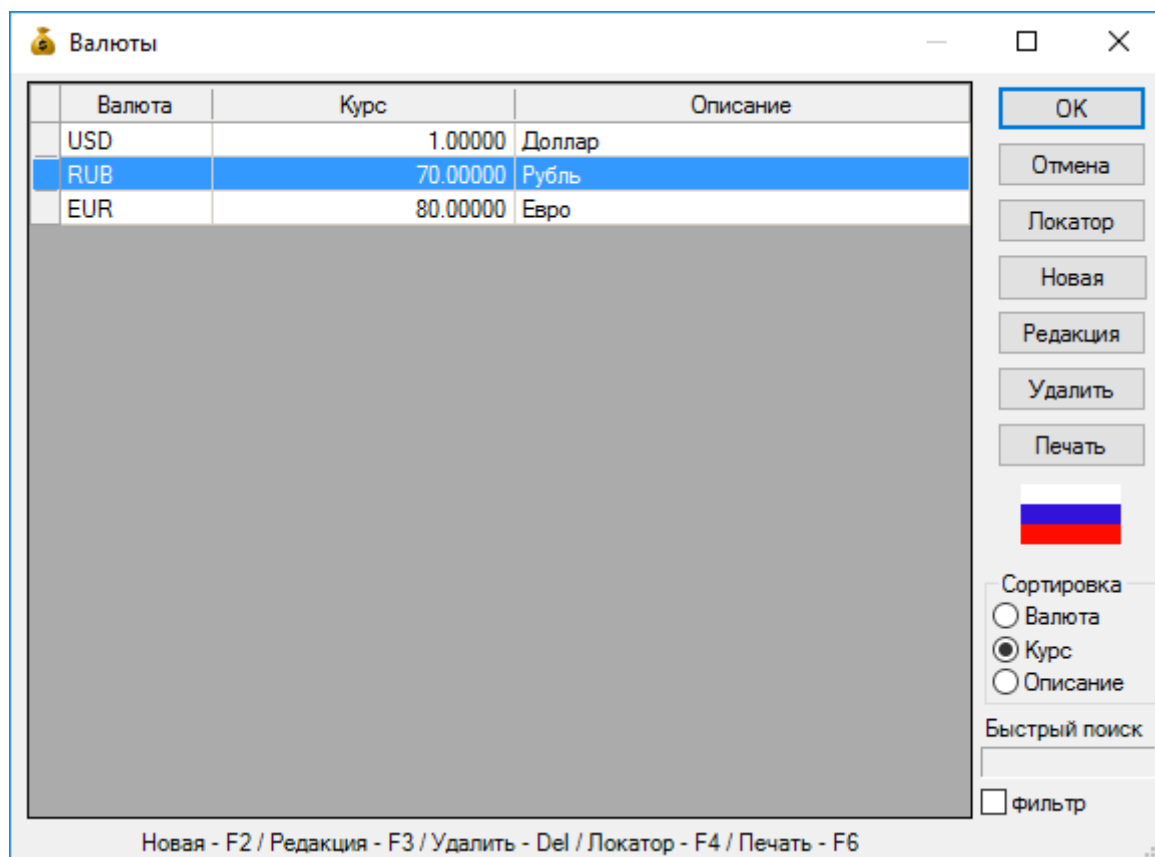 Валюты
Валюта Курс Описание
USD 1.00000 Доллар
RUB 70.00000 Рубль
EUR 80.00000 Евро
OK
Отмена
Локатор
Новая
Редакция
Удалить
Печать
Сортировка
Валюта
Курс
Описание
Быстрый поиск
фильтр
Новая - F2 / Редакция - F3 / Удалить - Del / Локатор - F4 / Печать - F6